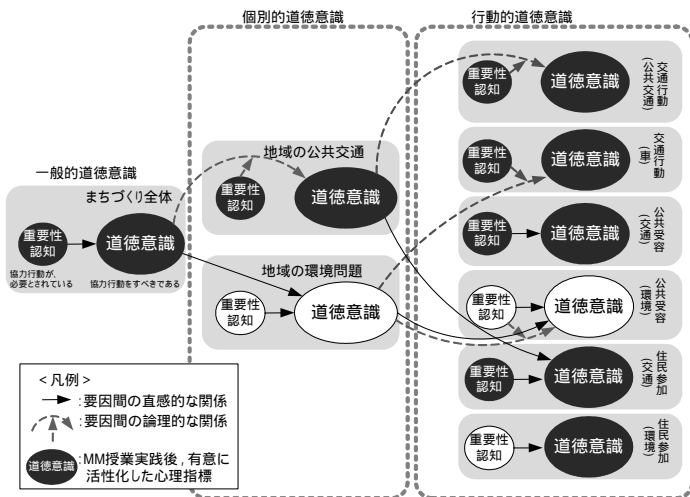 個別的道徳意識
行動的道徳意識
一般的道徳意識
まちづくり全体
重要性
認知
道徳意識
協力行動が,
必要とされている
協力行動をすべきである
地域の公共交通
重要性
認知
道徳意識
地域の環境問題
重要性
認知
道徳意識
重要性
認知
道徳意識
交通行動
(公共交通)
重要性
認知
道徳意識
交通行動
(車)
重要性
認知
道徳意識
公共受容
(交通)
重要性
認知
道徳意識
公共受容
(環境)
重要性
認知
道徳意識
住民参加
(交通)
重要性
認知
道徳意識
住民参加
(環境)
<凡例>
:要因間の直感的な関係
:要因間の論理的な関係
道徳意識
:MM授業実践後,有意に
活性化した心理指標